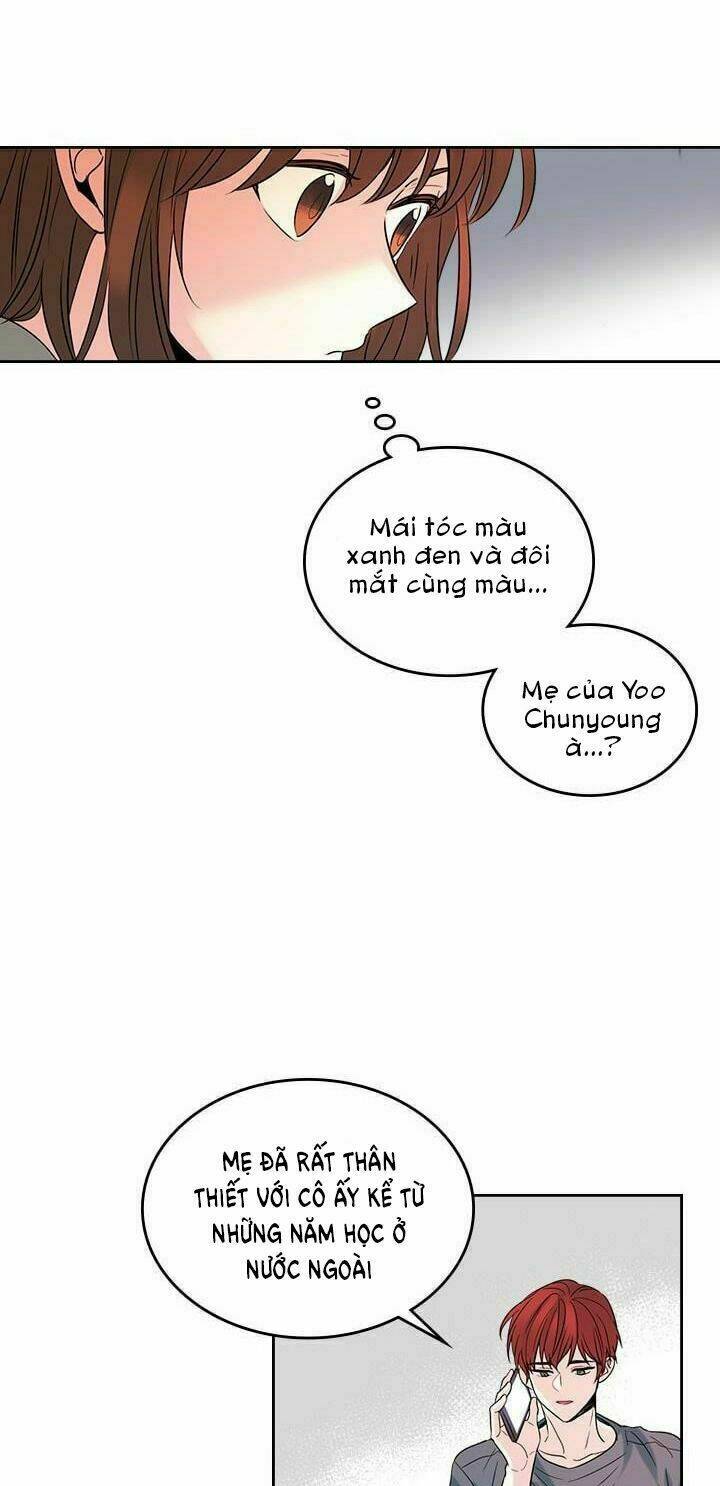 Mái tóc màu
xanh đen và đôi
mắt cùng màu...
Mẹ của Yoo
Chunyoung
à...?
MẸ ĐÃ RẤT THÂN
THIẾT VỚI CÔ ẤY KỂ TỪ
NHỮNG NĂM HỌC Ở
NƯỚC NGOÀI